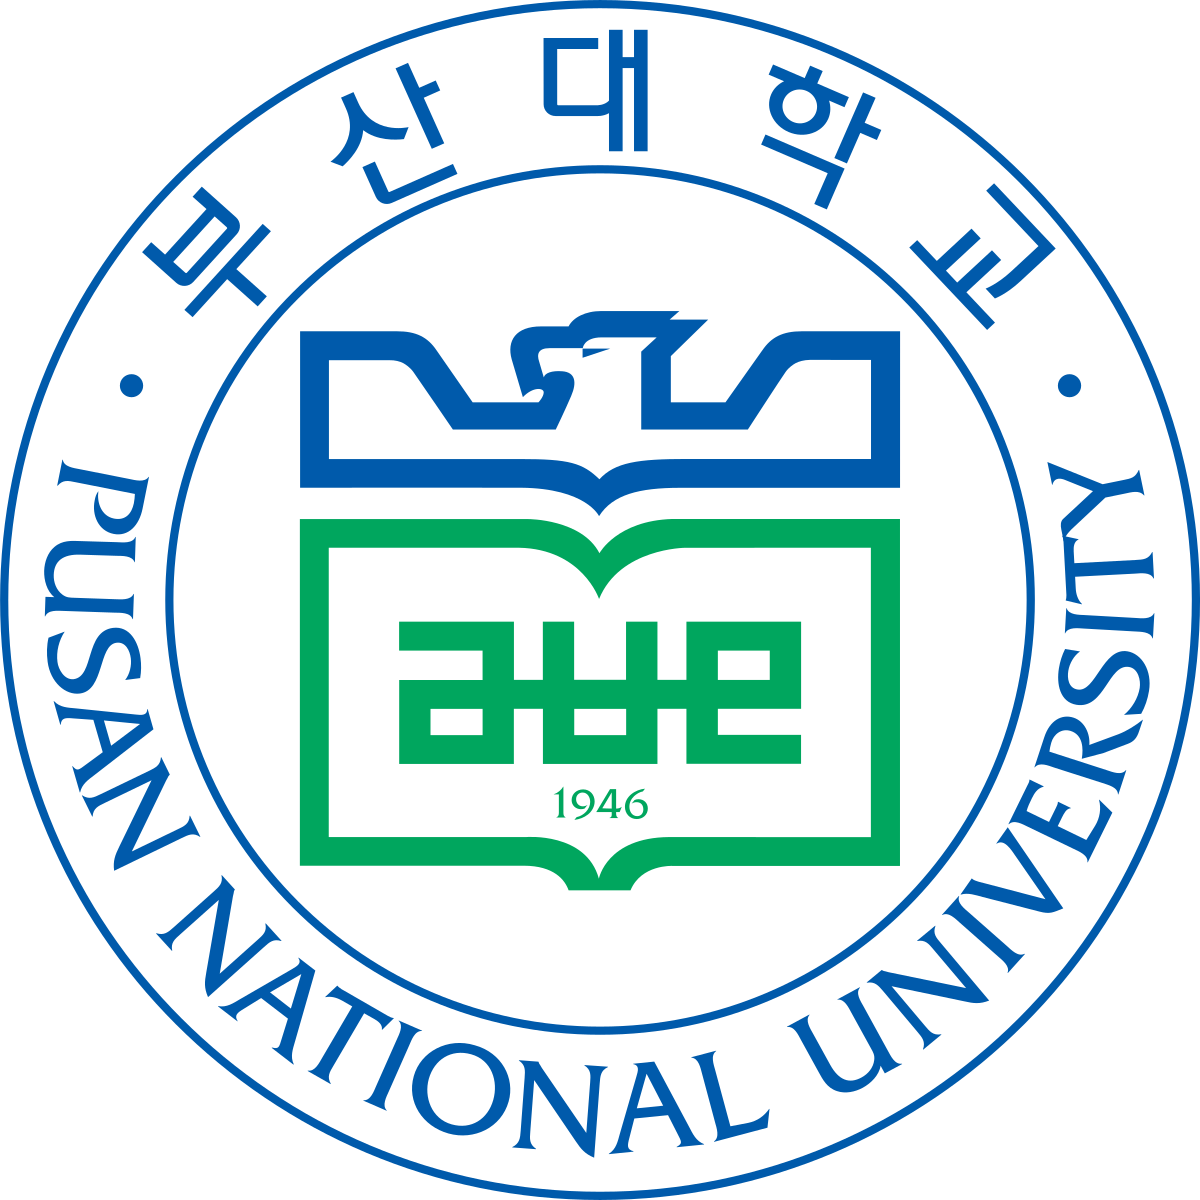 부산대학교
PUSAN NATIONAL UNIVERSITY
1946